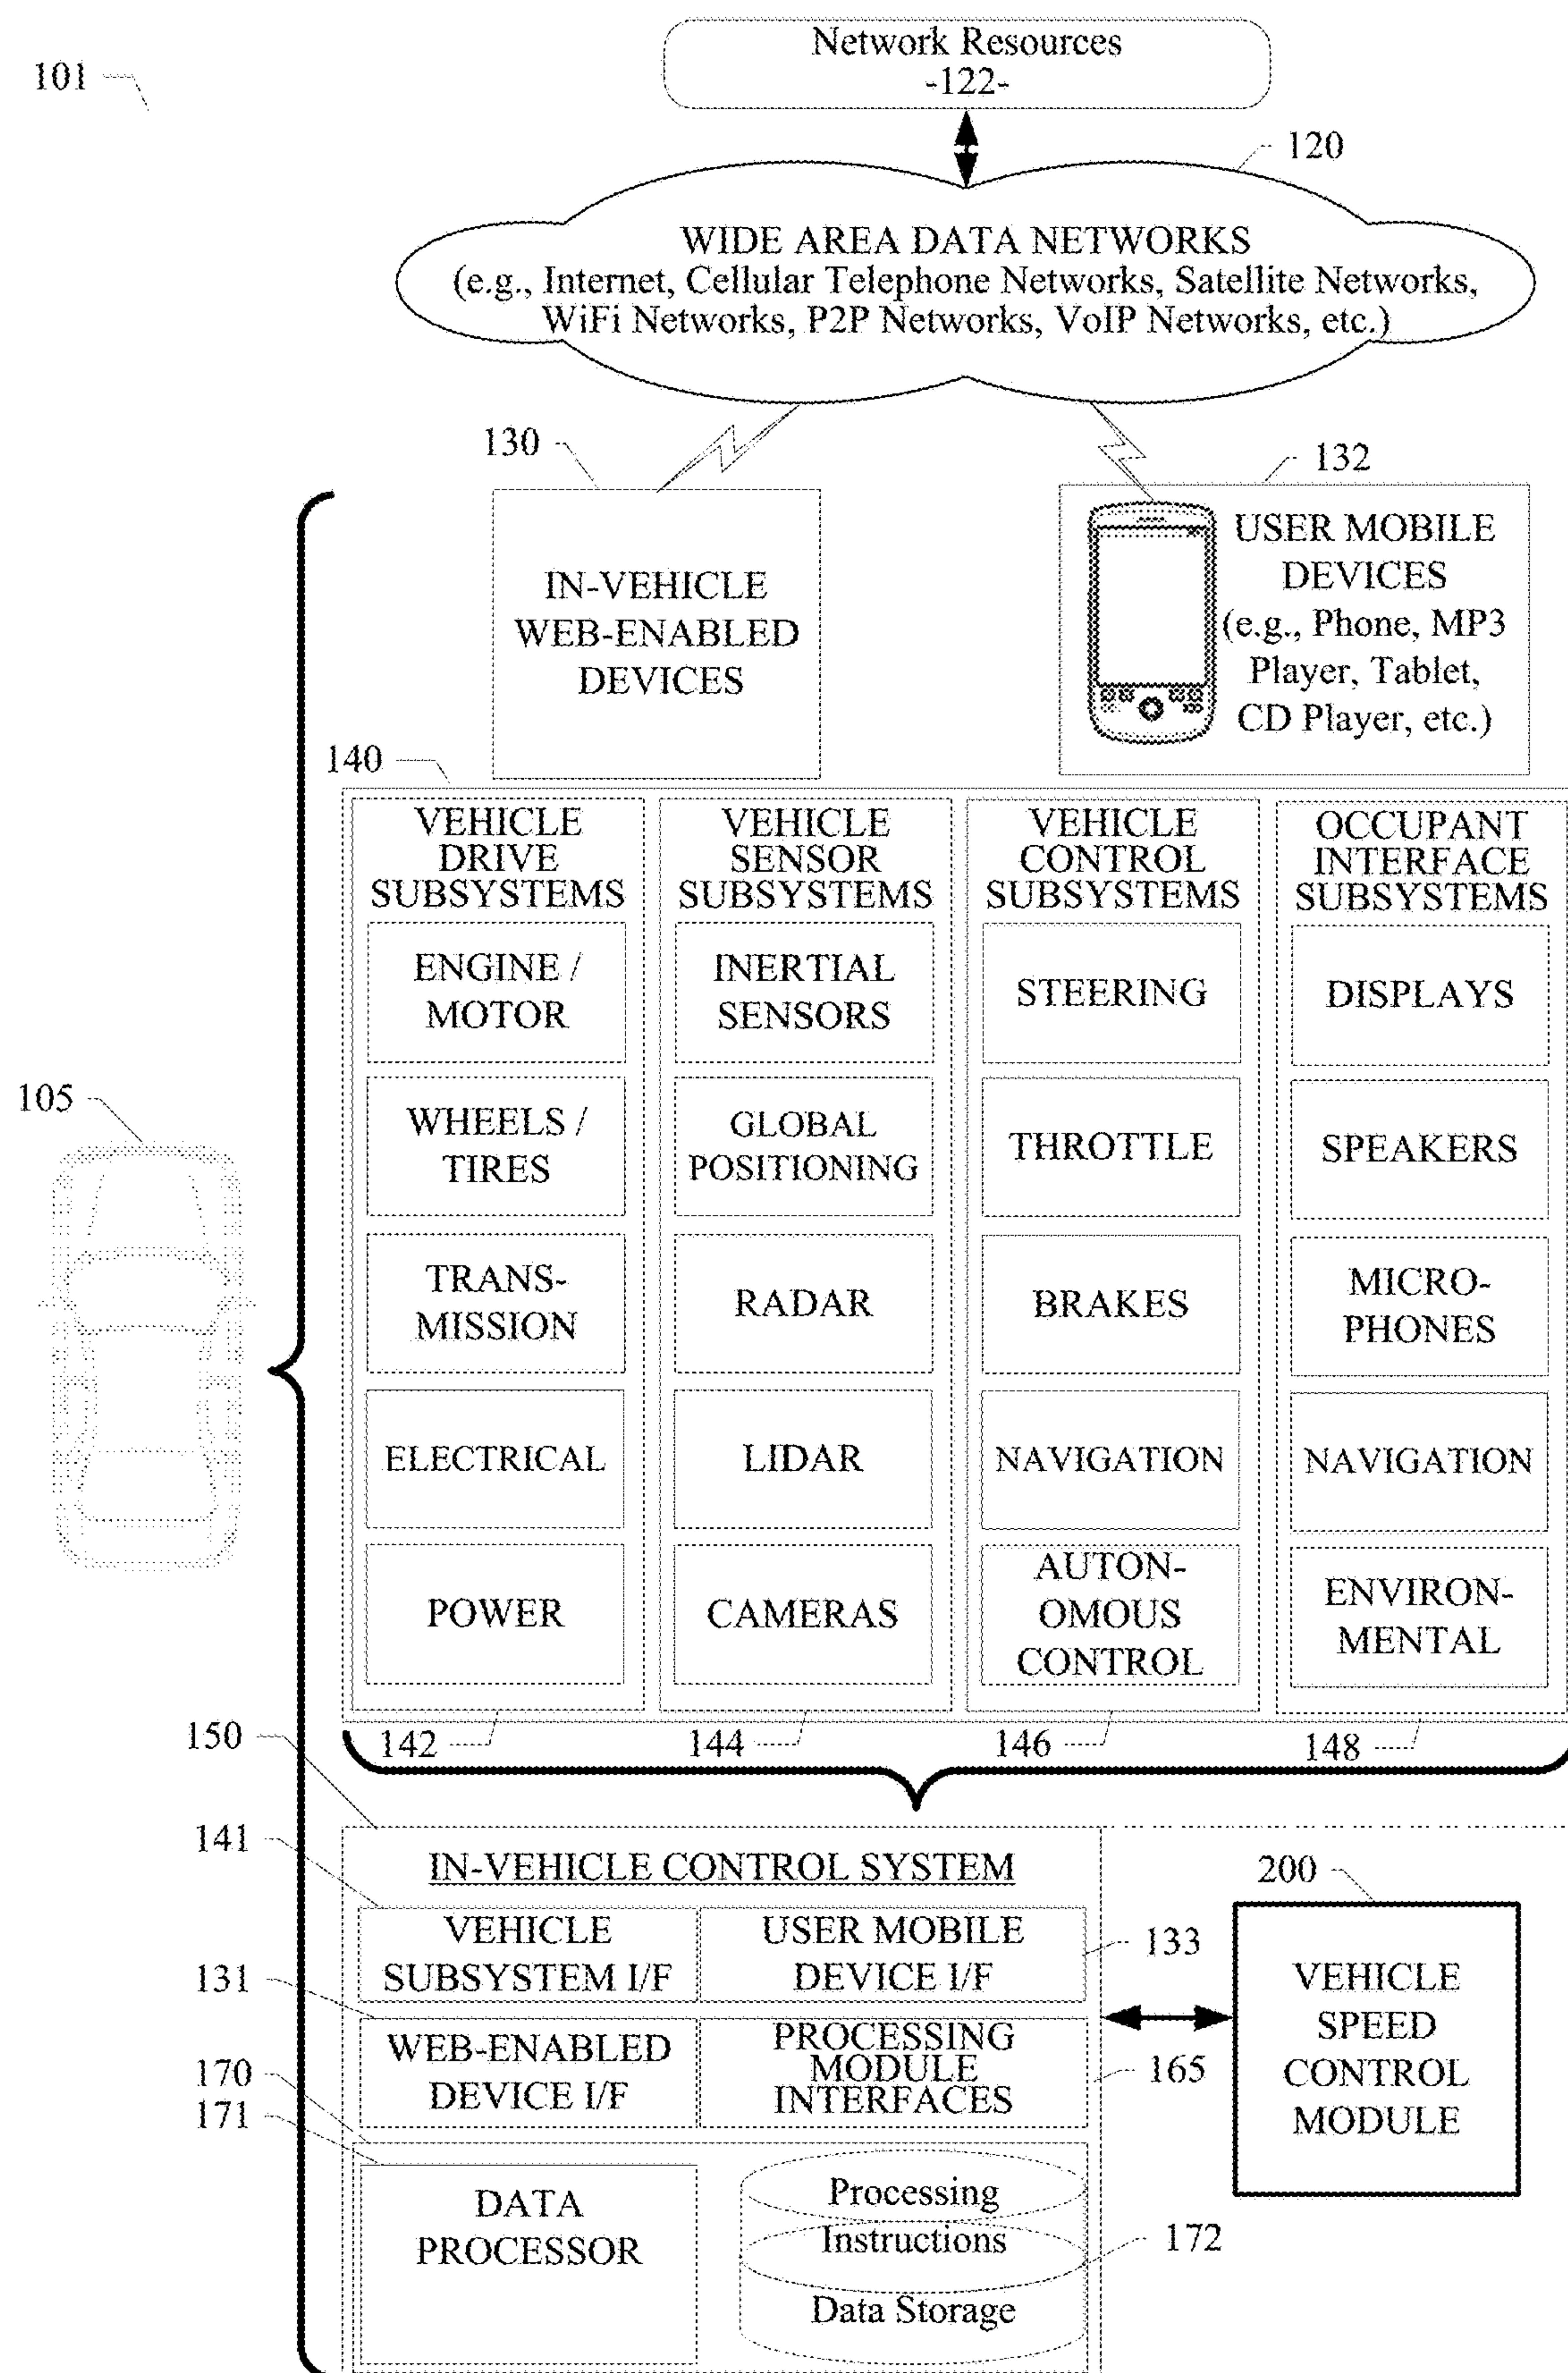 101
Network Resources
-122-
120
WIDE AREA DATA NETWORKS
(e.g., Internet, Cellular Telephone Networks, Satellite Networks,
WiFi Networks, P2P Networks, VoIP Networks, etc.)
130
132
IN-VEHICLE
WEB-ENABLED
DEVICES
USER MOBILE
DEVICES
(e.g., Phone, MP3
Player, Tablet,
CD Player, etc.)
140
VEHICLE
DRIVE
SUBSYSTEMS
ENGINE /
MOTOR
WHEELS /
TIRES
TRANS-
MISSION
ELECTRICAL
POWER
142
VEHICLE
SENSOR
SUBSYSTEMS
INERTIAL
SENSORS
GLOBAL
POSITIONING
RADAR
LIDAR
CAMERAS
144
VEHICLE
CONTROL
SUBSYSTEMS
STEERING
THROTTLE
BRAKES
NAVIGATION
AUTON-
OMOUS
CONTROL
146
OCCUPANT
INTERFACE
SUBSYSTEMS
DISPLAYS
SPEAKERS
MICRO-
PHONES
NAVIGATION
ENVIRON-
MENTAL
148
105
150
IN-VEHICLE CONTROL SYSTEM
141
VEHICLE
SUBSYSTEM I/F
USER MOBILE
DEVICE I/F
133
131
WEB-ENABLED
DEVICE I/F
PROCESSING
MODULE
INTERFACES
165
170
171
DATA
PROCESSOR
Processing
Instructions
Data Storage
172
200
VEHICLE
SPEED
CONTROL
MODULE